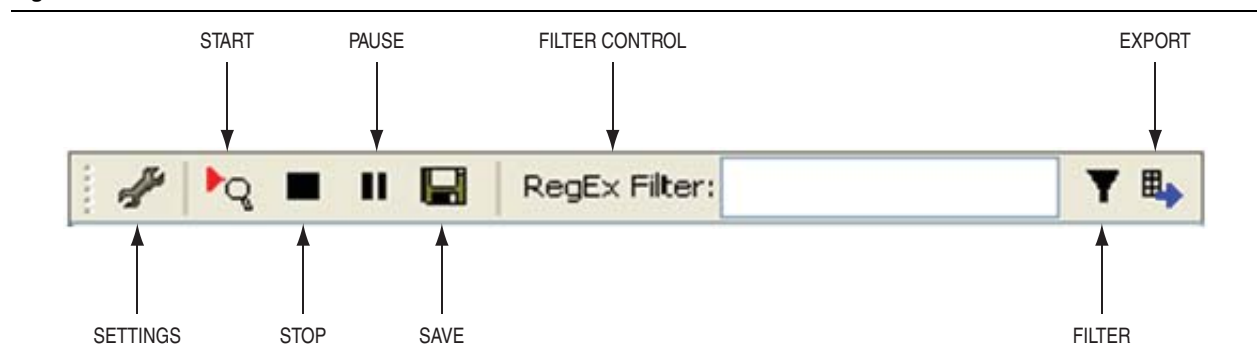 START PAUSE FILTER CONTROL EXPORT
RegEx Filter:
SETTINGS STOP SAVE FILTER